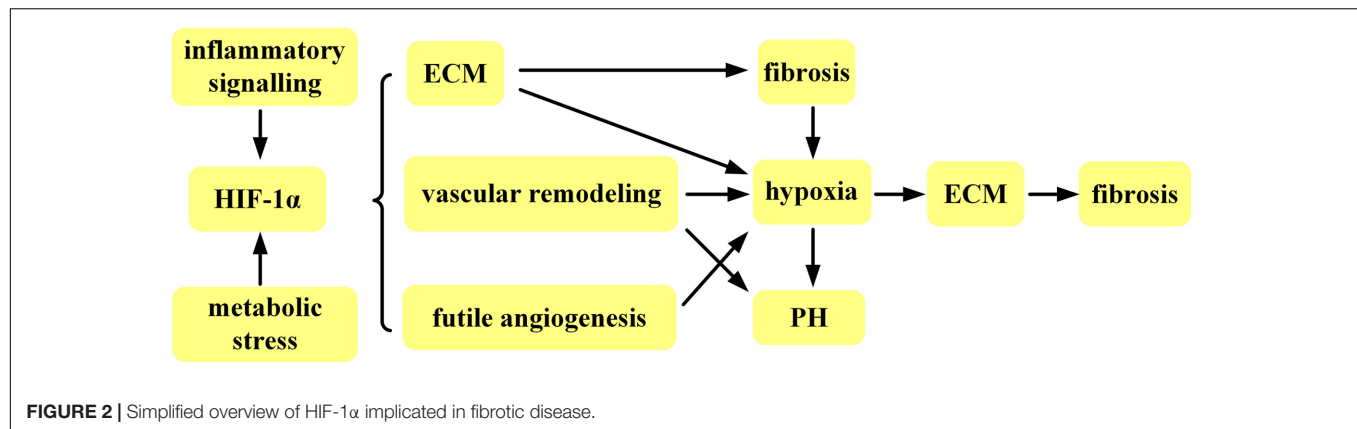 inflammatory
signalling
HIF-1α
metabolic
stress
ECM
vascular remodeling
futile angiogenesis
fibrosis
hypoxia
PH
ECM
fibrosis
FIGURE 2 | Simplified overview of HIF-1α implicated in fibrotic disease.